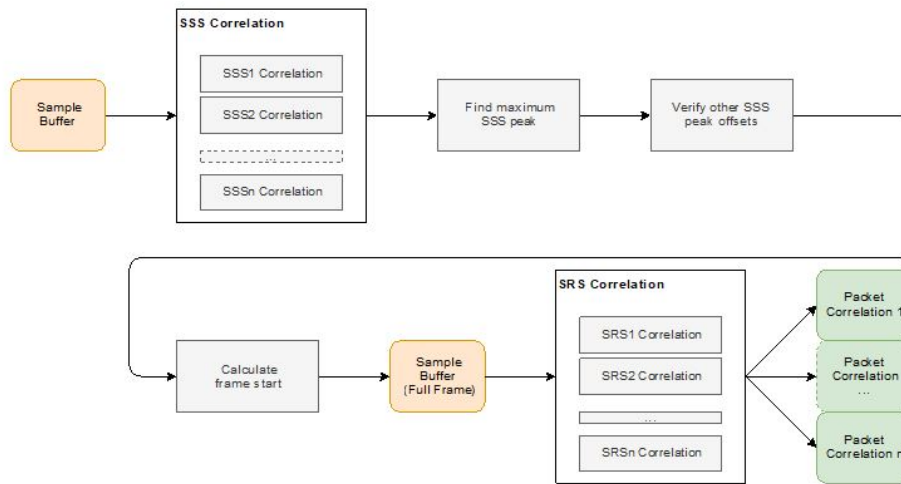 SSS Correlation
SSS1 Correlation
SSS2 Correlation
...
SSSn Correlation
Sample
Buffer
Find maximum
SSS peak
Verify other SSS
peak offsets
Calculate
frame start
Sample
Buffer
(Full Frame)
SRS Correlation
SRS1 Correlation
SRS2 Correlation
...
SRSn Correlation
Packet
Correlation 1
Packet
Correlation
...
Packet
Correlation n